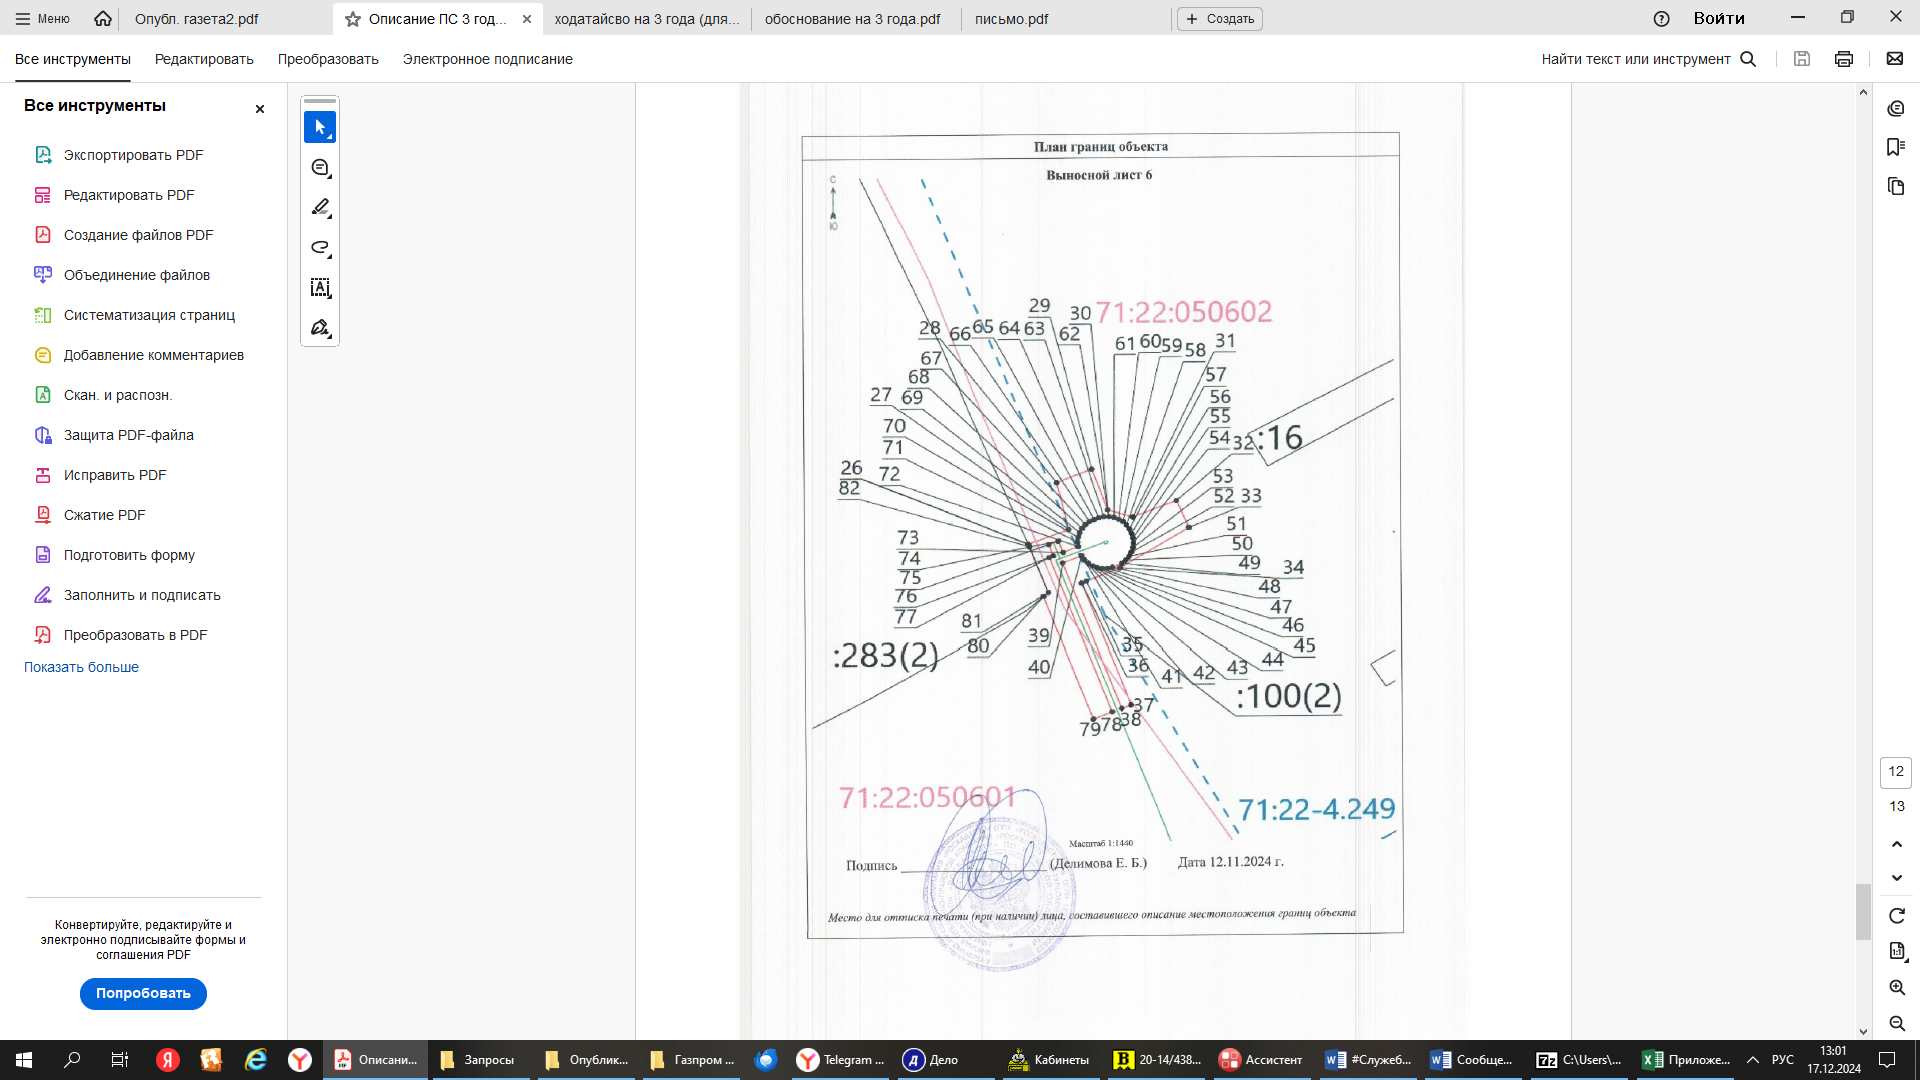 Меню
Опубл. газета2.pdf
Описание ПС 3 год...
ходатайсво на 3 года (для...
обоснование на 3 года.pdf
письмо.pdf
Создать
Войти
Все инструменты
Редактировать
Преобразовать
Электронное подписание
Найти текст или инструмент
Все инструменты
Экспортировать PDF
Редактировать PDF
Создание файлов PDF
Объединение файлов
Систематизация страниц
Добавление комментариев
Скан. и распозн.
Защита PDF-файла
Исправить PDF
Сжатие PDF
Подготовить форму
Заполнить и подписать
Преобразовать в PDF
Показать больше
Конвертируйте, редактируйте и
электронно подписывайте формы и
соглашения PDF
Попробовать
План границ объекта
Выносной лист 6
С
Ю
29
30
71:22:050602
28
66
65
64
63
62
61
60
59
58
31
67
68
57
27
69
56
55
70
54
32
:16
71
26
72
53
82
52
33
51
73
50
74
49
34
75
48
76
47
77
81
46
39
35
45
80
:283(2)
40
36
44
43
42
41
:100(2)
37
38
79
78
71:22:050601
71:22-4.249
Масштаб 1:1440
Подпись
(Делимова Е. Б.)
Дата 12.11.2024 г.
Место для оттиска печати (при наличии) лица, составившего описание местоположения границ объекта
12
13
1:1
Описани...
Запросы
Опублик...
Газпром ...
Telegram ...
Дело
Кабинеты
20-14/438...
Ассистент
#Служеб...
Сообще...
C:\Users\...
Приложе...
РУС
13:01
17.12.2024